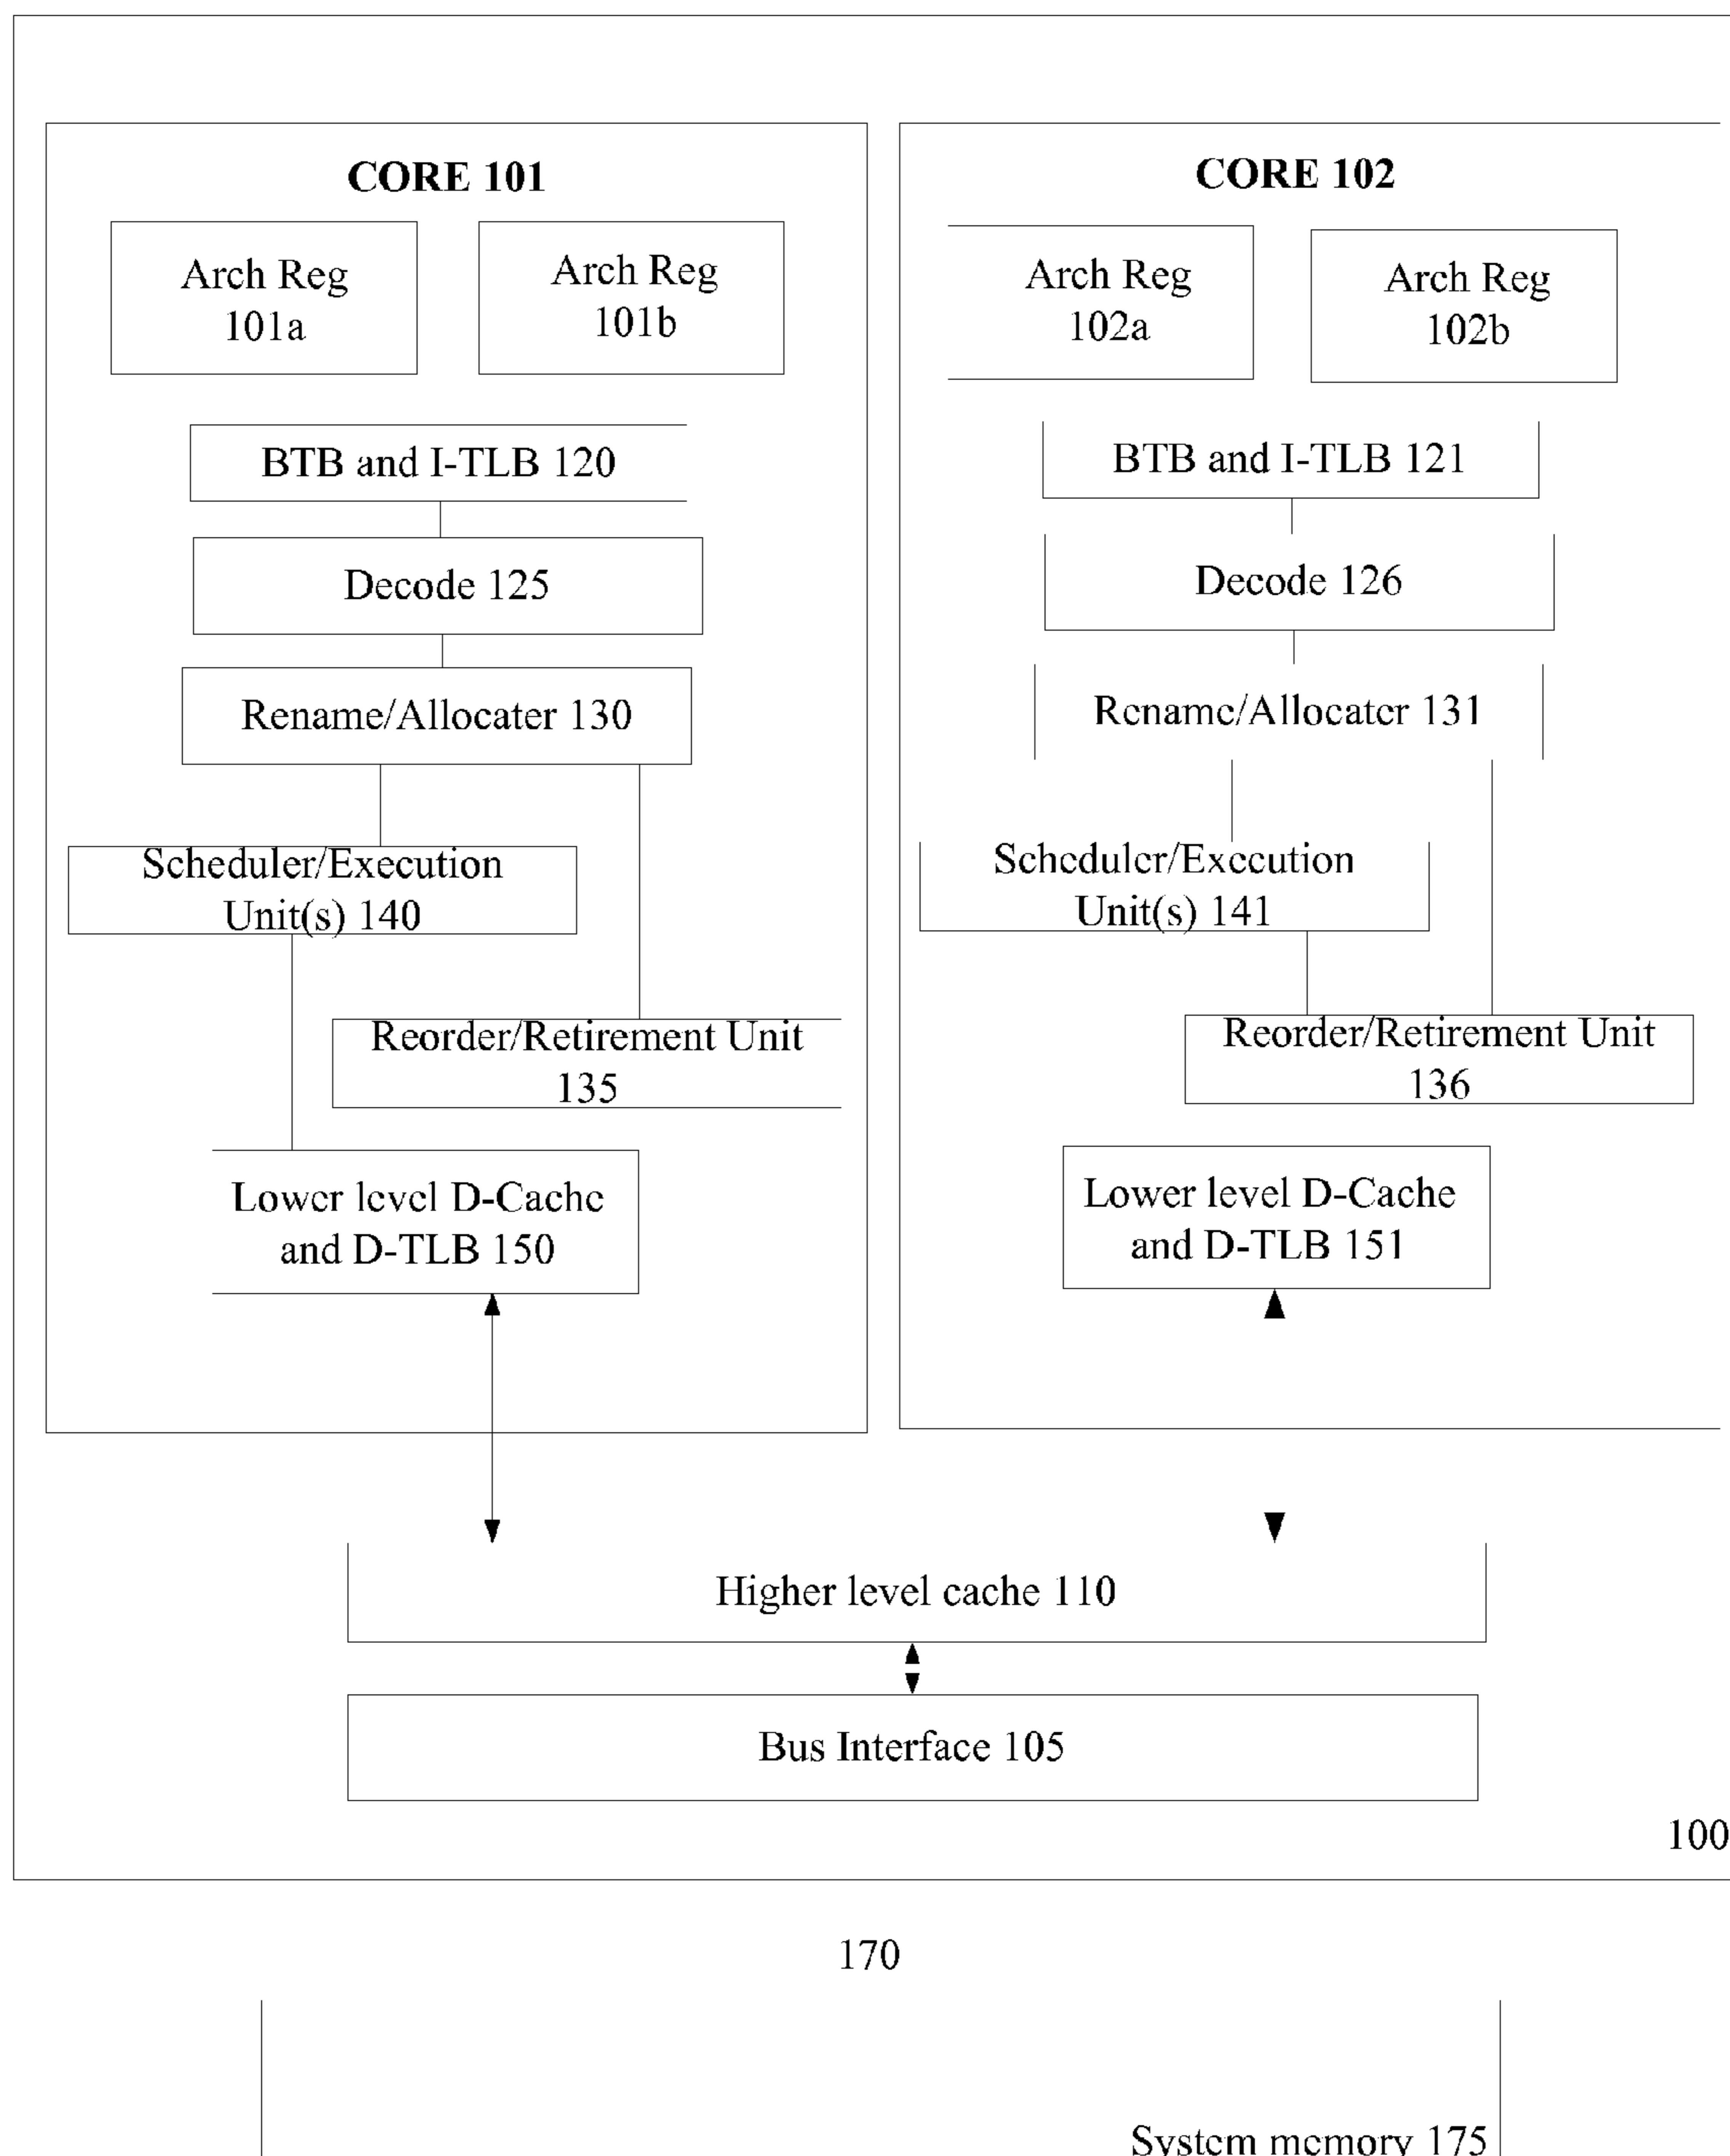 CORE 101
Arch Reg
101a
Arch Reg
101b
BTB and I-TLB 120
Decode 125
Rename/Allocater 130
Scheduler/Execution
Unit(s) 140
Reorder/Retirement Unit
135
Lower level D-Cache
and D-TLB 150
CORE 102
Arch Reg
102a
Arch Reg
102b
BTB and I-TLB 121
Decode 126
Rename/Allocater 131
Scheduler/Execution
Unit(s) 141
Reorder/Retirement Unit
136
Lower level D-Cache
and D-TLB 151
Higher level cache 110
Bus Interface 105
100
170
System memory 175